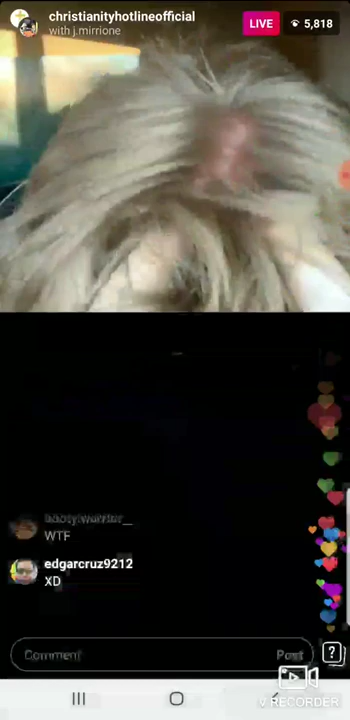 christianityhotlineofficial
with j.mirrione
LIVE
5,818
WTF
edgarcruz9212
XD
Comment
Post
?
V RECORDER